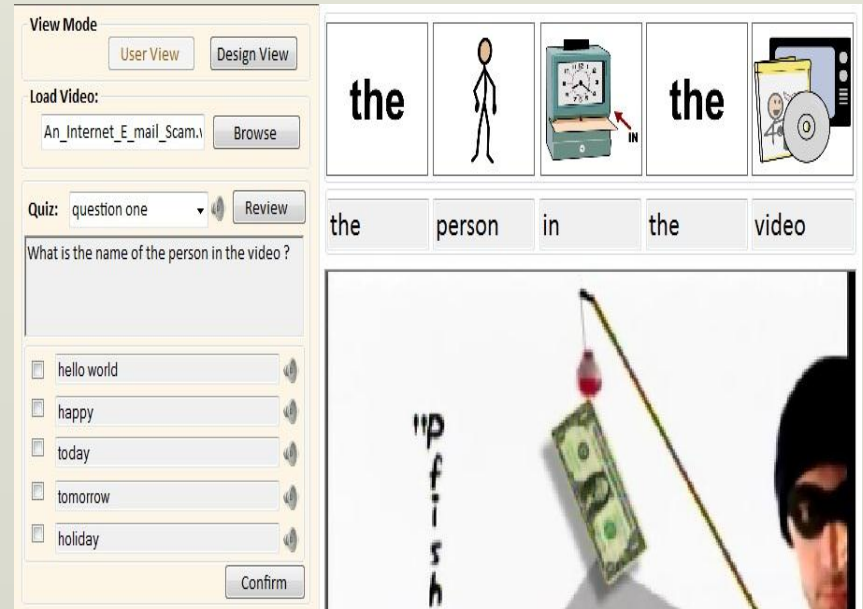 View Mode
User View
Design View
Load Video:
An_Internet_E_mail_Scam.
Browse
Quiz:
question one
Review
What is the name of the person in the video ?
hello world
happy
today
tomorrow
holiday
Confirm
the
IN
the
the
person
in
the
video
"pfish